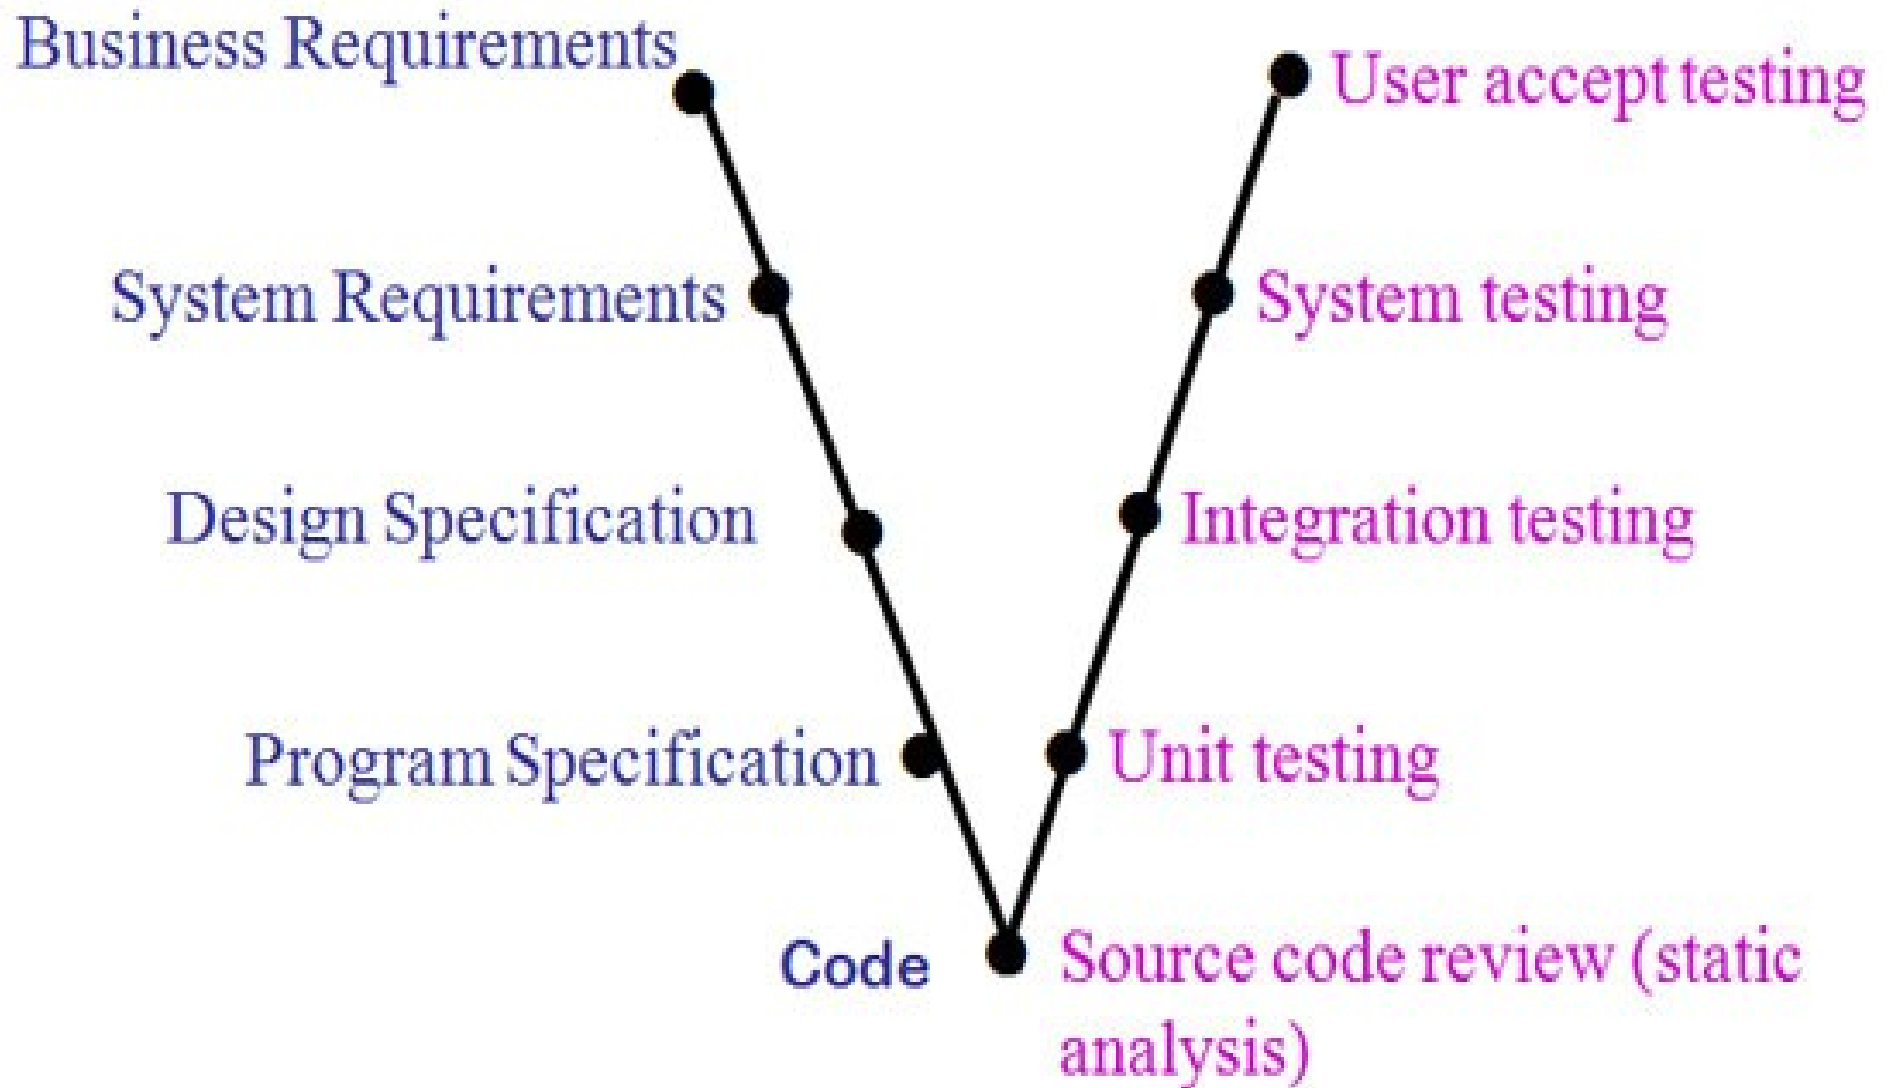 Business Requirements
User accept testing
System Requirements
System testing
Design Specification
Integration testing
Program Specification
Unit testing
Code
Source code review (static
analysis)